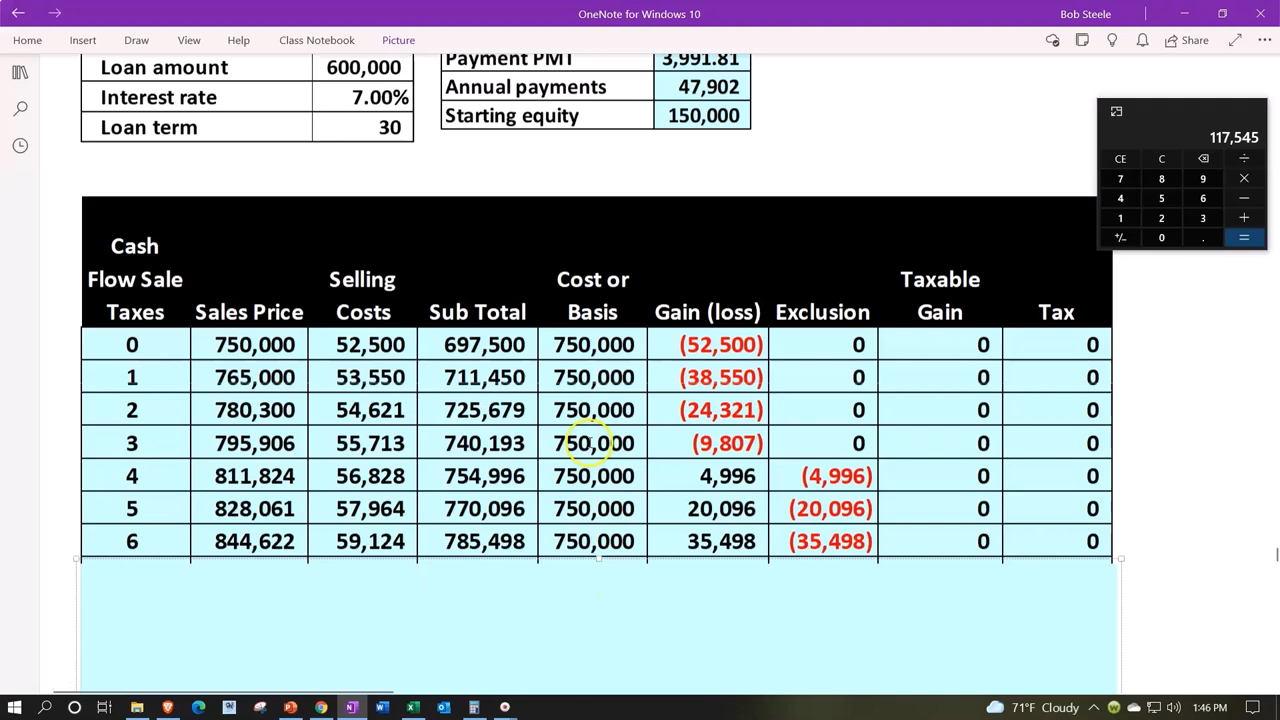 OneNote for Windows 10
Bob Steele
Home Insert Draw View Help Class Notebook Picture Share
Loan amount 600,000
Interest rate 7.00%
Loan term 30
Payment PMT 3,991.81
Annual payments 47,902
Starting equity 150,000
117,545
CE C ÷
7 8 9 ×
4 5 6 −
1 2 3 +
+/− 0 . =
Cash
Flow Sale Selling Cost or Taxable
Taxes Sales Price Costs Sub Total Basis Gain (loss) Exclusion Gain Tax
0 750,000 52,500 697,500 750,000 (52,500) 0 0 0
1 765,000 53,550 711,450 750,000 (38,550) 0 0 0
2 780,300 54,621 725,679 750,000 (24,321) 0 0 0
3 795,906 55,713 740,193 750,000 (9,807) 0 0 0
4 811,824 56,828 754,996 750,000 4,996 (4,996) 0 0
5 828,061 57,964 770,096 750,000 20,096 (20,096) 0 0
6 844,622 59,124 785,498 750,000 35,498 (35,498) 0 0
71°F Cloudy 1:46 PM